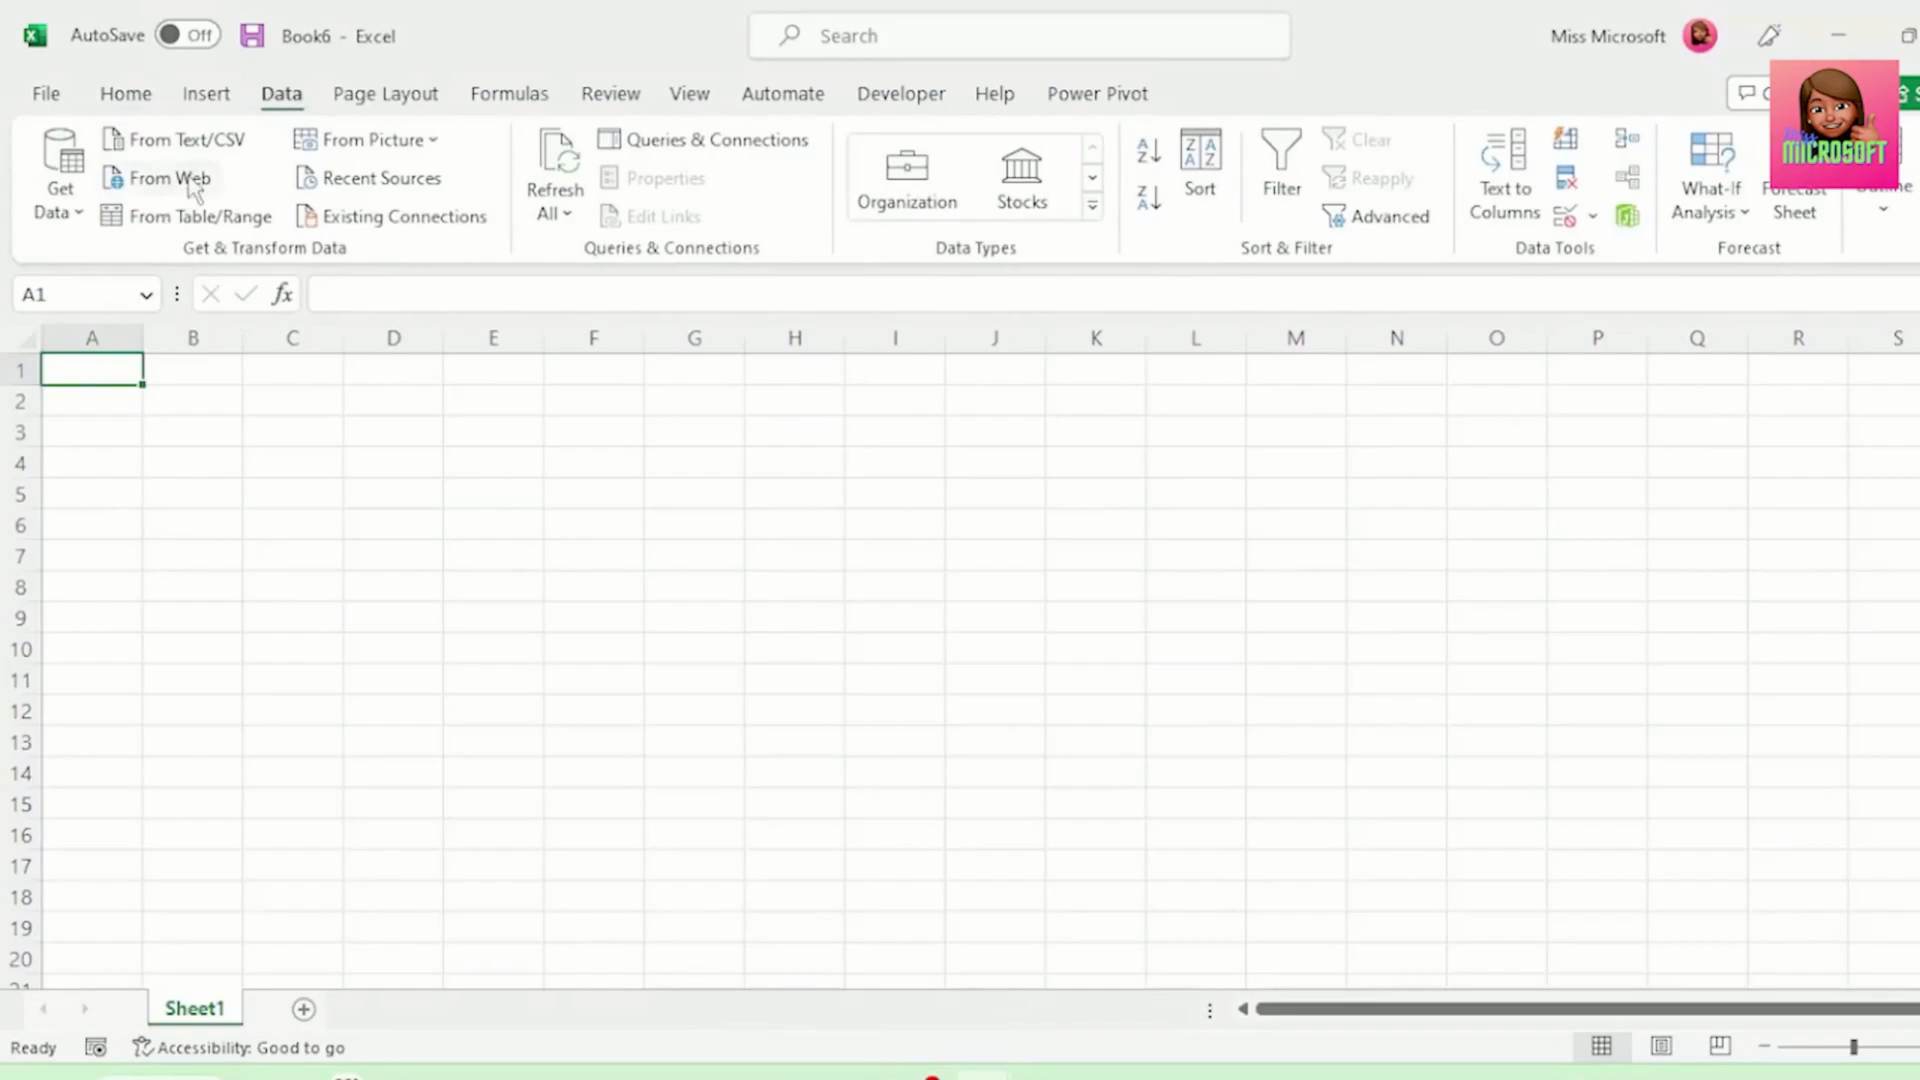 AutoSave Off Book6 - Excel Search Miss Microsoft
File Home Insert Data Page Layout Formulas Review View Automate Developer Help Power Pivot
Miss
MICROSOFT
Get
Data
From Text/CSV
From Web
From Table/Range
From Picture
Recent Sources
Existing Connections
Get & Transform Data
Refresh
All
Queries & Connections
Properties
Edit Links
Queries & Connections
Organization
Stocks
Data Types
Sort
Filter
Clear
Reapply
Advanced
Sort & Filter
Text to
Columns
Data Tools
What-If
Analysis
Forecast
Sheet
Forecast
A1 fx
A B C D E F G H I J K L M N O P Q R S
1
2
3
4
5
6
7
8
9
10
11
12
13
14
15
16
17
18
19
20
Sheet1
Ready Accessibility: Good to go